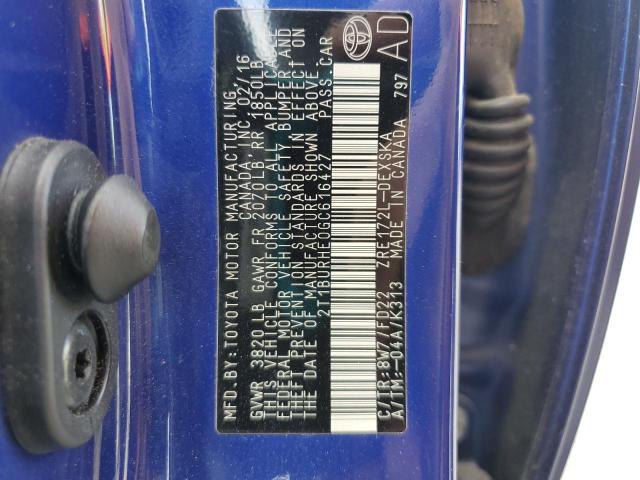 MFD.BY:TOYOTA MOTOR MANUFACTURING,
CANADA, INC. 02/16
GVWR 3820LB GAWR FR 2070LB, RR 1850LB
THIS VEHICLE CONFORMS TO ALL APPLICABLE
FEDERAL MOTOR VEHICLE SAFETY, BUMPER, AND
THEFT PREVENTION STANDARDS IN EFFECT ON
THE DATE OF MANUFACTURE SHOWN ABOVE.
2T1BURHE0GC616427 PASS.CAR
C/TR:8W7/FD22 ZRE172L-DEXSKA
A/TM:-04A/K313 MADE IN CANADA 797
AD